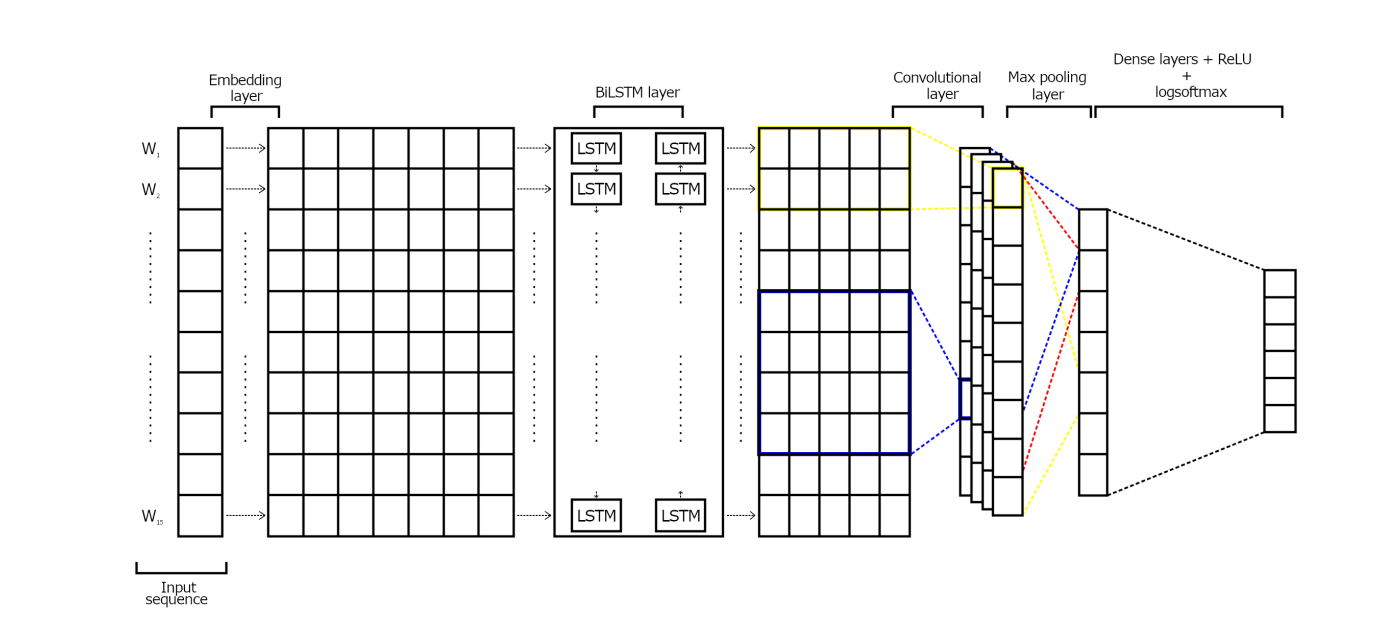 Dense layers + ReLU
+
logsoftmax
Embedding
layer
BiLSTM layer
Convolutional
layer
Max pooling
layer
W1
LSTM
LSTM
W2
LSTM
LSTM
W15
LSTM
LSTM
Input
sequence